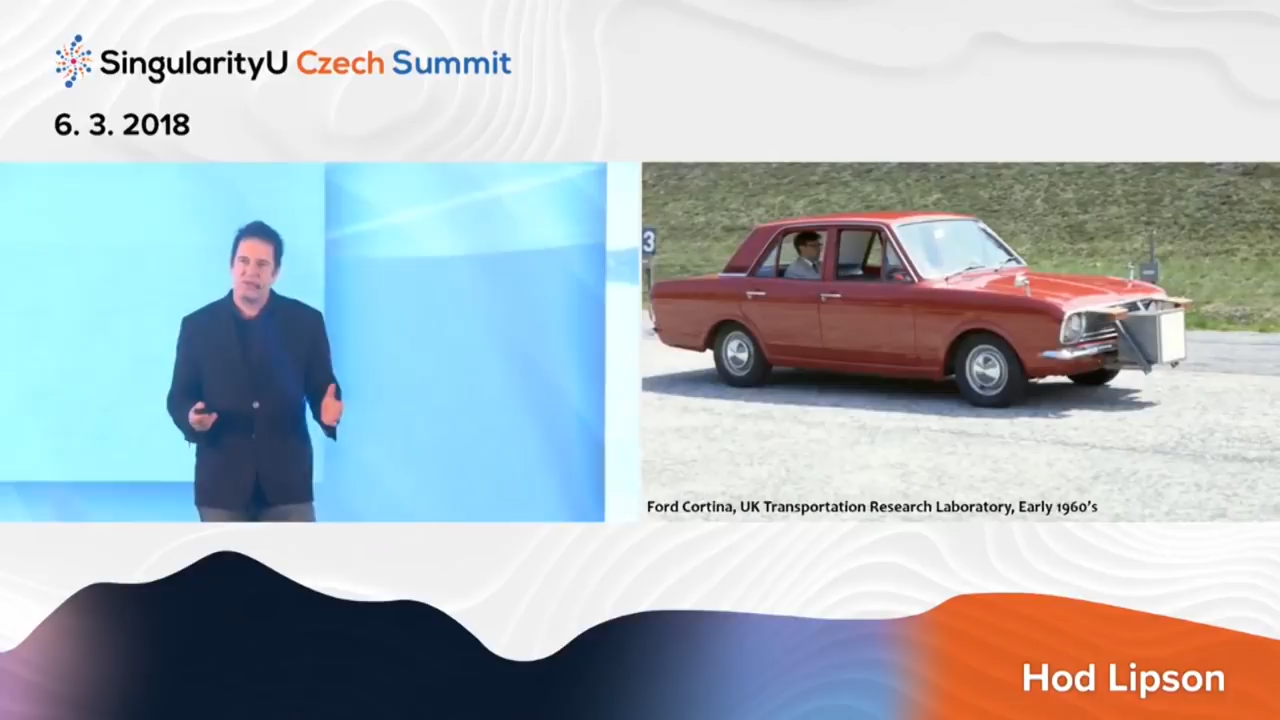 SingularityU Czech Summit
6. 3. 2018
3
Ford Cortina, UK Transportation Research Laboratory, Early 1960's
Hod Lipson